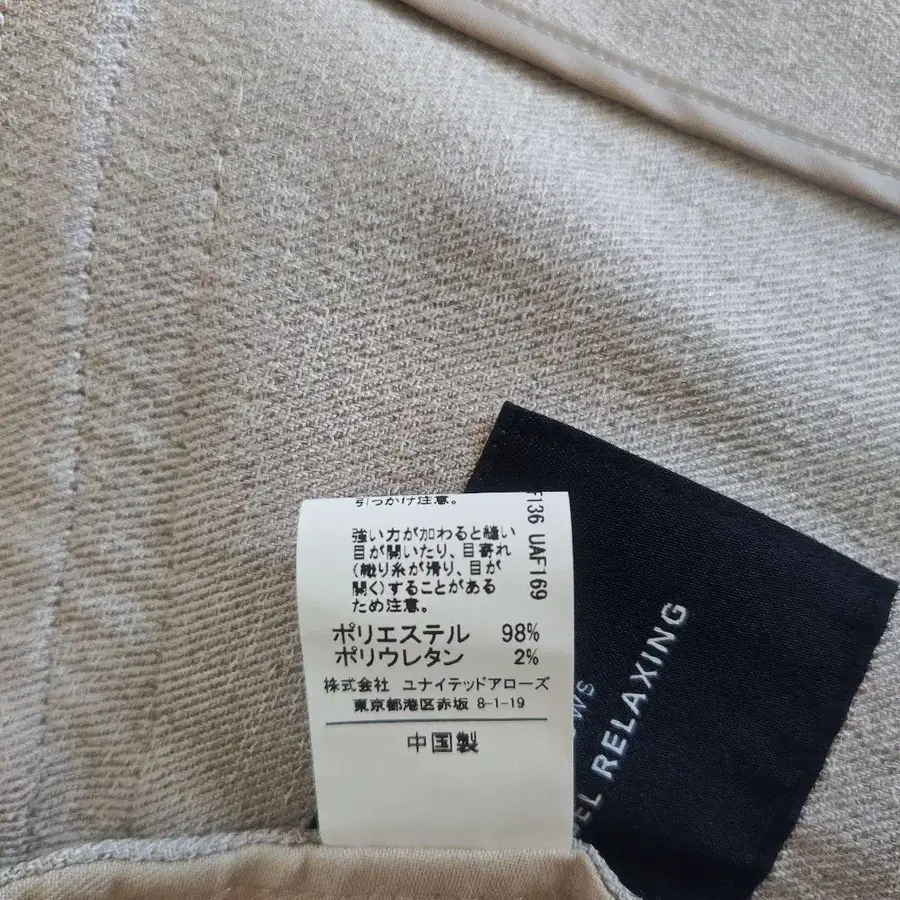 引っかけ注意。
強い力が加わると縫い
目が開いたり、目寄れ
(織り糸が滑り、目が
開く)することがある
ため注意。
ポリエステル 98%
ポリウレタン 2%
株式会社 ユナイテッドアローズ
東京都港区赤坂 8-1-19
中国製
F136 UAF169
WS
EL RELAXING